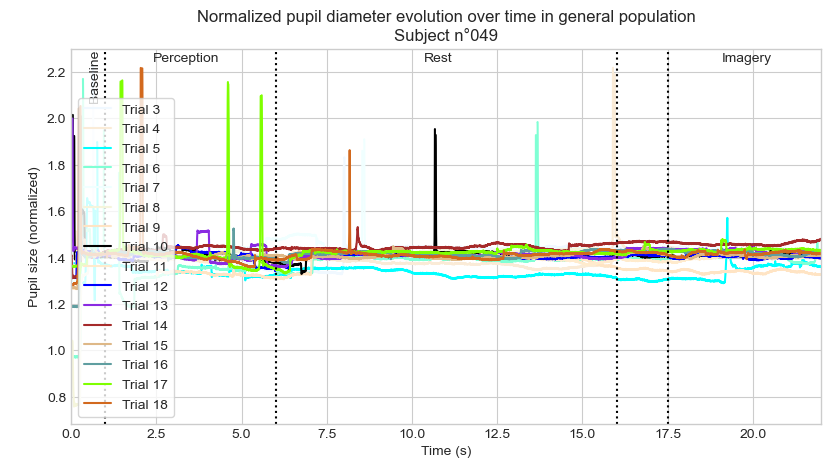 Normalized pupil diameter evolution over time in general population
Subject n°049
Baseline
Perception
Rest
Imagery
Pupil size (normalized)
2.2
2.0
1.8
1.6
1.4
1.2
1.0
0.8
Trial 3
Trial 4
Trial 5
Trial 6
Trial 7
Trial 8
Trial 9
Trial 10
Trial 11
Trial 12
Trial 13
Trial 14
Trial 15
Trial 16
Trial 17
Trial 18
0.0 2.5 5.0 7.5 10.0 12.5 15.0 17.5 20.0
Time (s)